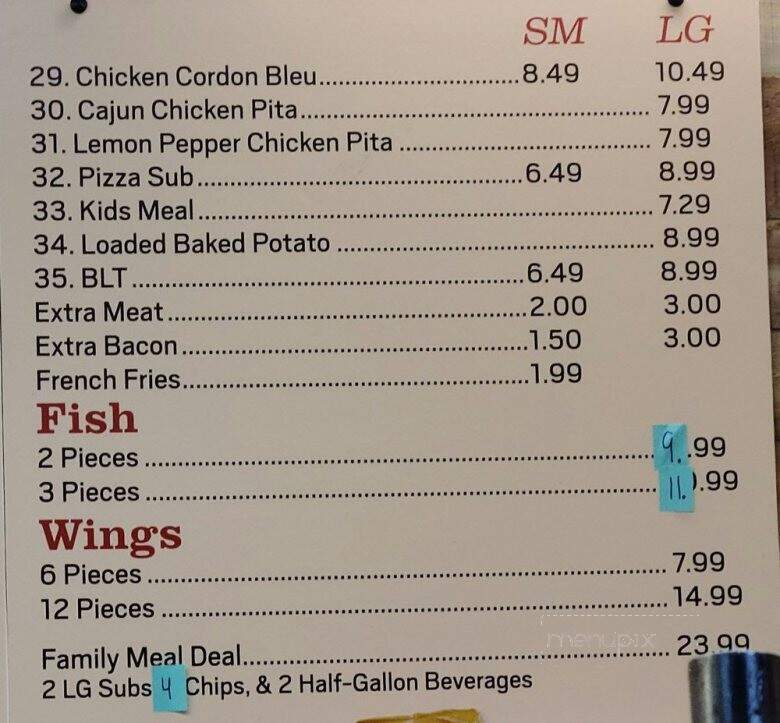 SM LG
29. Chicken Cordon Bleu....................8.49 10.49
30. Cajun Chicken Pita.................................................... 7.99
31. Lemon Pepper Chicken Pita ..................................... 7.99
32. Pizza Sub...................................................6.49 8.99
33. Kids Meal....................................................................... 7.29
34. Loaded Baked Potato ................................................ 8.99
35. BLT............................................................6.49 8.99
Extra Meat......................................................2.00 3.00
Extra Bacon....................................................1.50 3.00
French Fries....................................................1.99
Fish
2 Pieces ............................................................................9..99
3 Pieces ............................................................................11..99
Wings
6 Pieces .............................................................................. 7.99
12 Pieces ............................................................................ 14.99
Family Meal Deal................................................................ 23.99
2 LG Subs 4 Chips, & 2 Half-Gallon Beverages
menupix